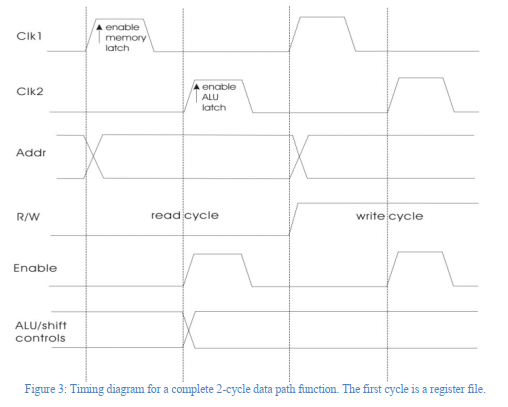 Clk1
enable
memory
latch
Clk2
enable
ALU
latch
Addr
R/W
read cycle
write cycle
Enable
ALU/shift
controls
Figure 3: Timing diagram for a complete 2-cycle data path function. The first cycle is a register file.